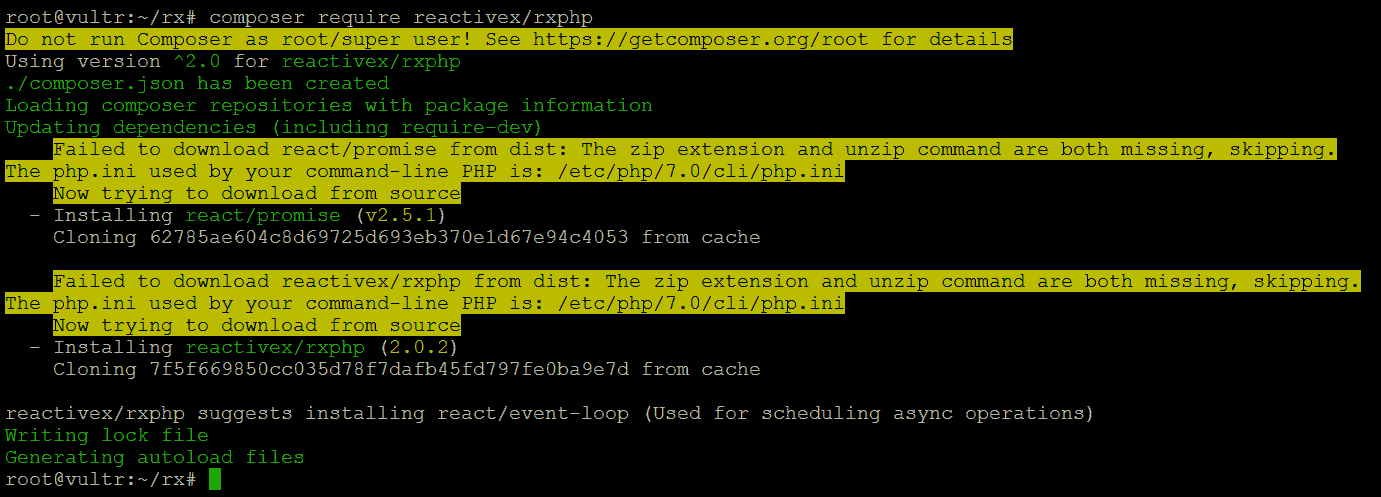 root@vultr:~/rx# composer require reactivex/rxphp
Do not run Composer as root/super user! See https://getcomposer.org/root for details
Using version ^2.0 for reactivex/rxphp
./composer.json has been created
Loading composer repositories with package information
Updating dependencies (including require-dev)
    Failed to download react/promise from dist: The zip extension and unzip command are both missing, skipping.
The php.ini used by your command-line PHP is: /etc/php/7.0/cli/php.ini
    Now trying to download from source
  - Installing react/promise (v2.5.1)
    Cloning 62785ae604c8d69725d693eb370e1d67e94c4053 from cache

    Failed to download reactivex/rxphp from dist: The zip extension and unzip command are both missing, skipping.
The php.ini used by your command-line PHP is: /etc/php/7.0/cli/php.ini
    Now trying to download from source
  - Installing reactivex/rxphp (2.0.2)
    Cloning 7f5f669850cc035d78f7dafb45fd797fe0ba9e7d from cache

reactivex/rxphp suggests installing react/event-loop (Used for scheduling async operations)
Writing lock file
Generating autoload files
root@vultr:~/rx#